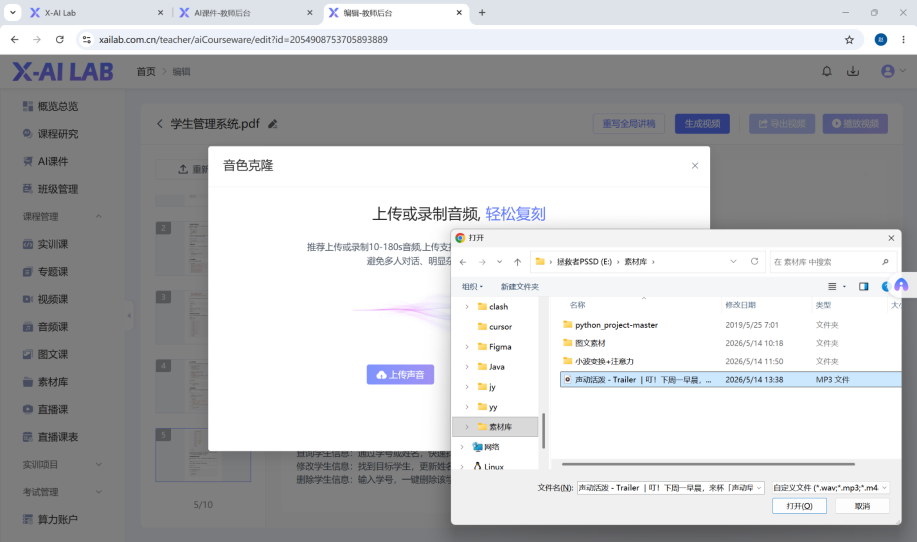 X-AI Lab
AI课件-教师后台
编辑-教师后台
xailab.com.cn/teacher/aiCourseware/edit?id=2054908753705893889
X-AI LAB
首页 > 编辑
概览总览
课程研究
AI课件
班级管理
课程管理
实训课
专题课
视频课
音频课
图文课
素材库
直播课
直播课表
实训项目
考试管理
算力账户
学生管理系统.pdf
重写全局讲稿
生成视频
导出视频
播放视频
重新
2
3
4
5
5/10
音色克隆
上传或录制音频, 轻松复刻
推荐上传或录制10-180s音频,上传支
避免多人对话、明显杂
上传声音
修改学生信息：找到目标学生，更新姓名
删除学生信息：输入学号，一键删除该学
打开
拯救者PSSD (E:) › 素材库 ›
在 素材库 中搜索
组织
新建文件夹
clash
cursor
Figma
Java
jy
yy
素材库
网络
Linux
名称 修改日期 类型 大
python_project-master 2019/5/25 7:01 文件夹
图文素材 2026/5/14 10:18 文件夹
小波变换+注意力 2026/5/14 11:50 文件夹
声动活泼 - Trailer | 叮！下周一早晨，... 2026/5/14 13:38 MP3 文件
文件名(N): 声动活泼 - Trailer | 叮！下周一早晨，来杯「声动早
自定义文件 (*.wav;*.mp3;*.m4
打开(O)
取消